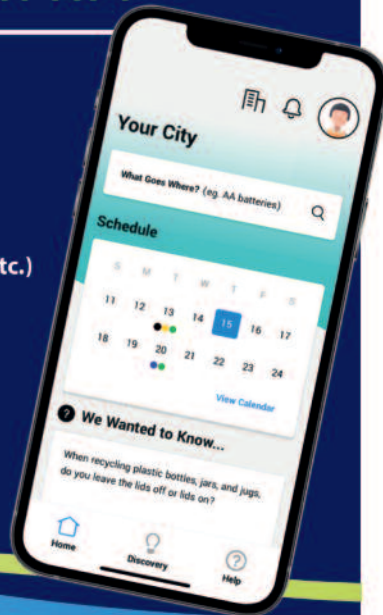 tc.)
Your City
What Goes Where? (eg. AA batteries)
Schedule
S M T W T F S
11 12 13 14 15 16 17
18 19 20 21 22 23 24
View Calendar
? We Wanted to Know...
When recycling plastic bottles, jars, and jugs,
do you leave the lids off or lids on?
Home Discovery ? Help